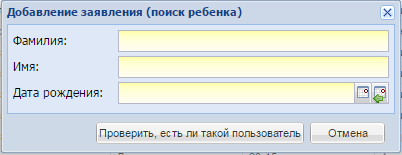 Добавление заявления (поиск ребенка)
Фамилия:
Имя:
Дата рождения:
Проверить, есть ли такой пользователь Отмена